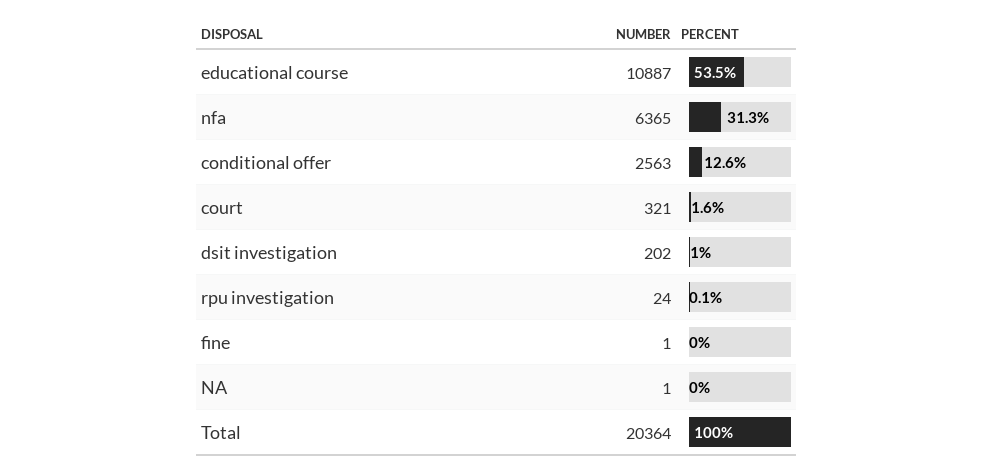 DISPOSAL NUMBER PERCENT
educational course 10887 53.5%
nfa 6365 31.3%
conditional offer 2563 12.6%
court 321 1.6%
dsit investigation 202 1%
rpu investigation 24 0.1%
fine 1 0%
NA 1 0%
Total 20364 100%